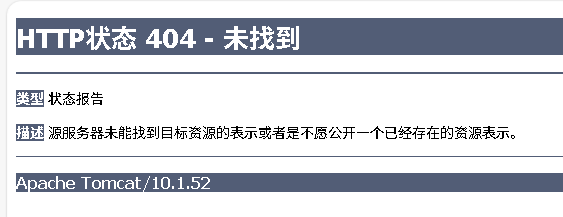 HTTP状态 404 - 未找到
类型 状态报告
描述 源服务器未能找到目标资源的表示或者是不愿公开一个已经存在的资源表示。
Apache Tomcat/10.1.52